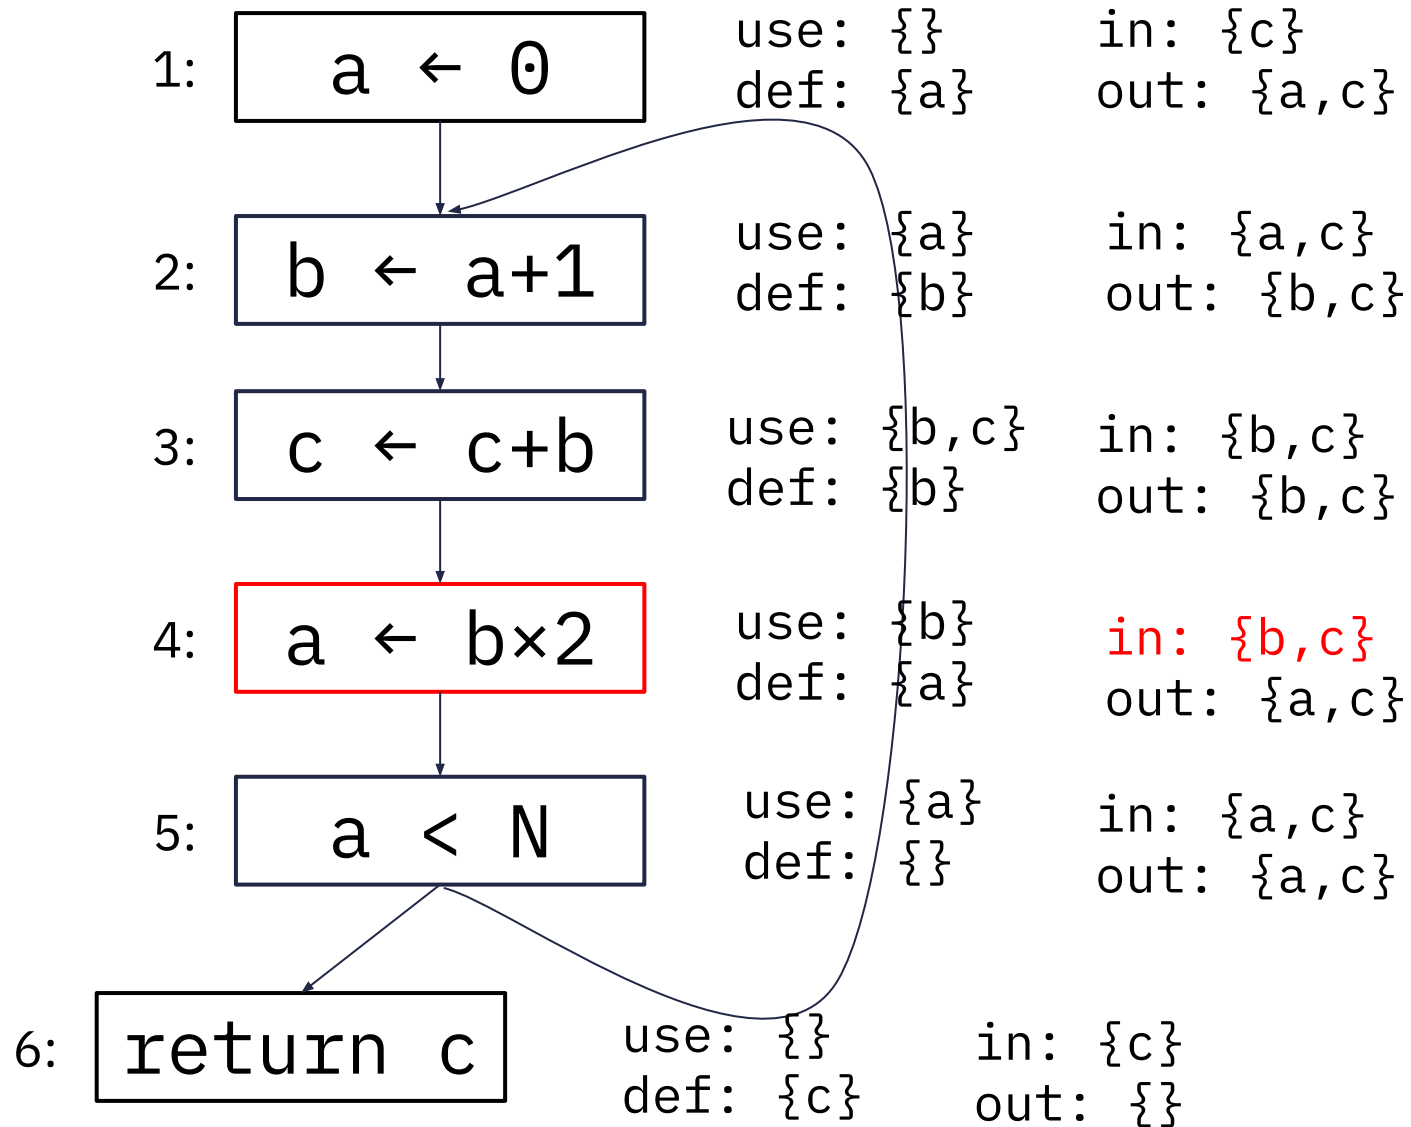 1: a ← 0 use: {} in: {c}
def: {a} out: {a,c}
2: b ← a+1 use: {a} in: {a,c}
def: {b} out: {b,c}
3: c ← c+b use: {b,c} in: {b,c}
def: {b} out: {b,c}
4: a ← b×2 use: {b} in: {b,c}
def: {a} out: {a,c}
5: a < N use: {a} in: {a,c}
def: {} out: {a,c}
6: return c use: {} in: {c}
def: {c} out: {}